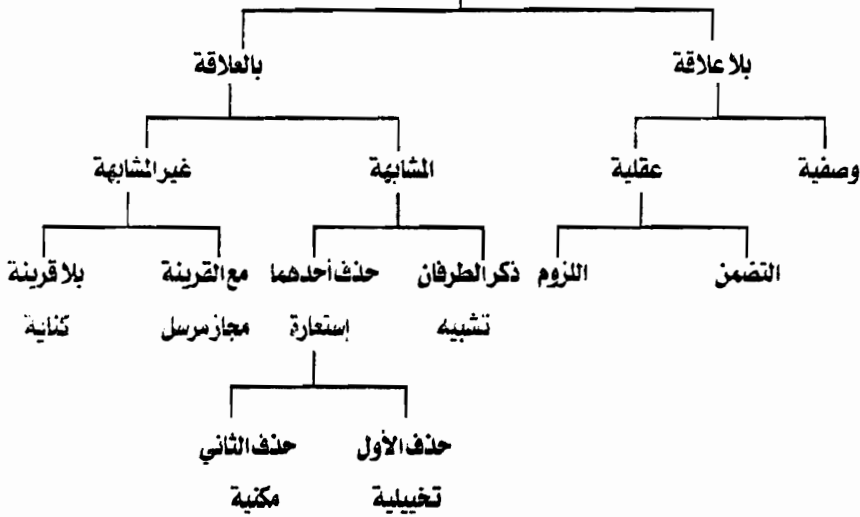 بلا علاقة بالعلاقة
وصفية عقلية المشابهة غير المشابهة
التضمن اللزوم ذكر الطرفان حذف أحدهما مع القرينة بلا قرينة
تشبيه إستعارة مجاز مرسل كناية
حذف الأول حذف الثاني
تخييلية مكنية